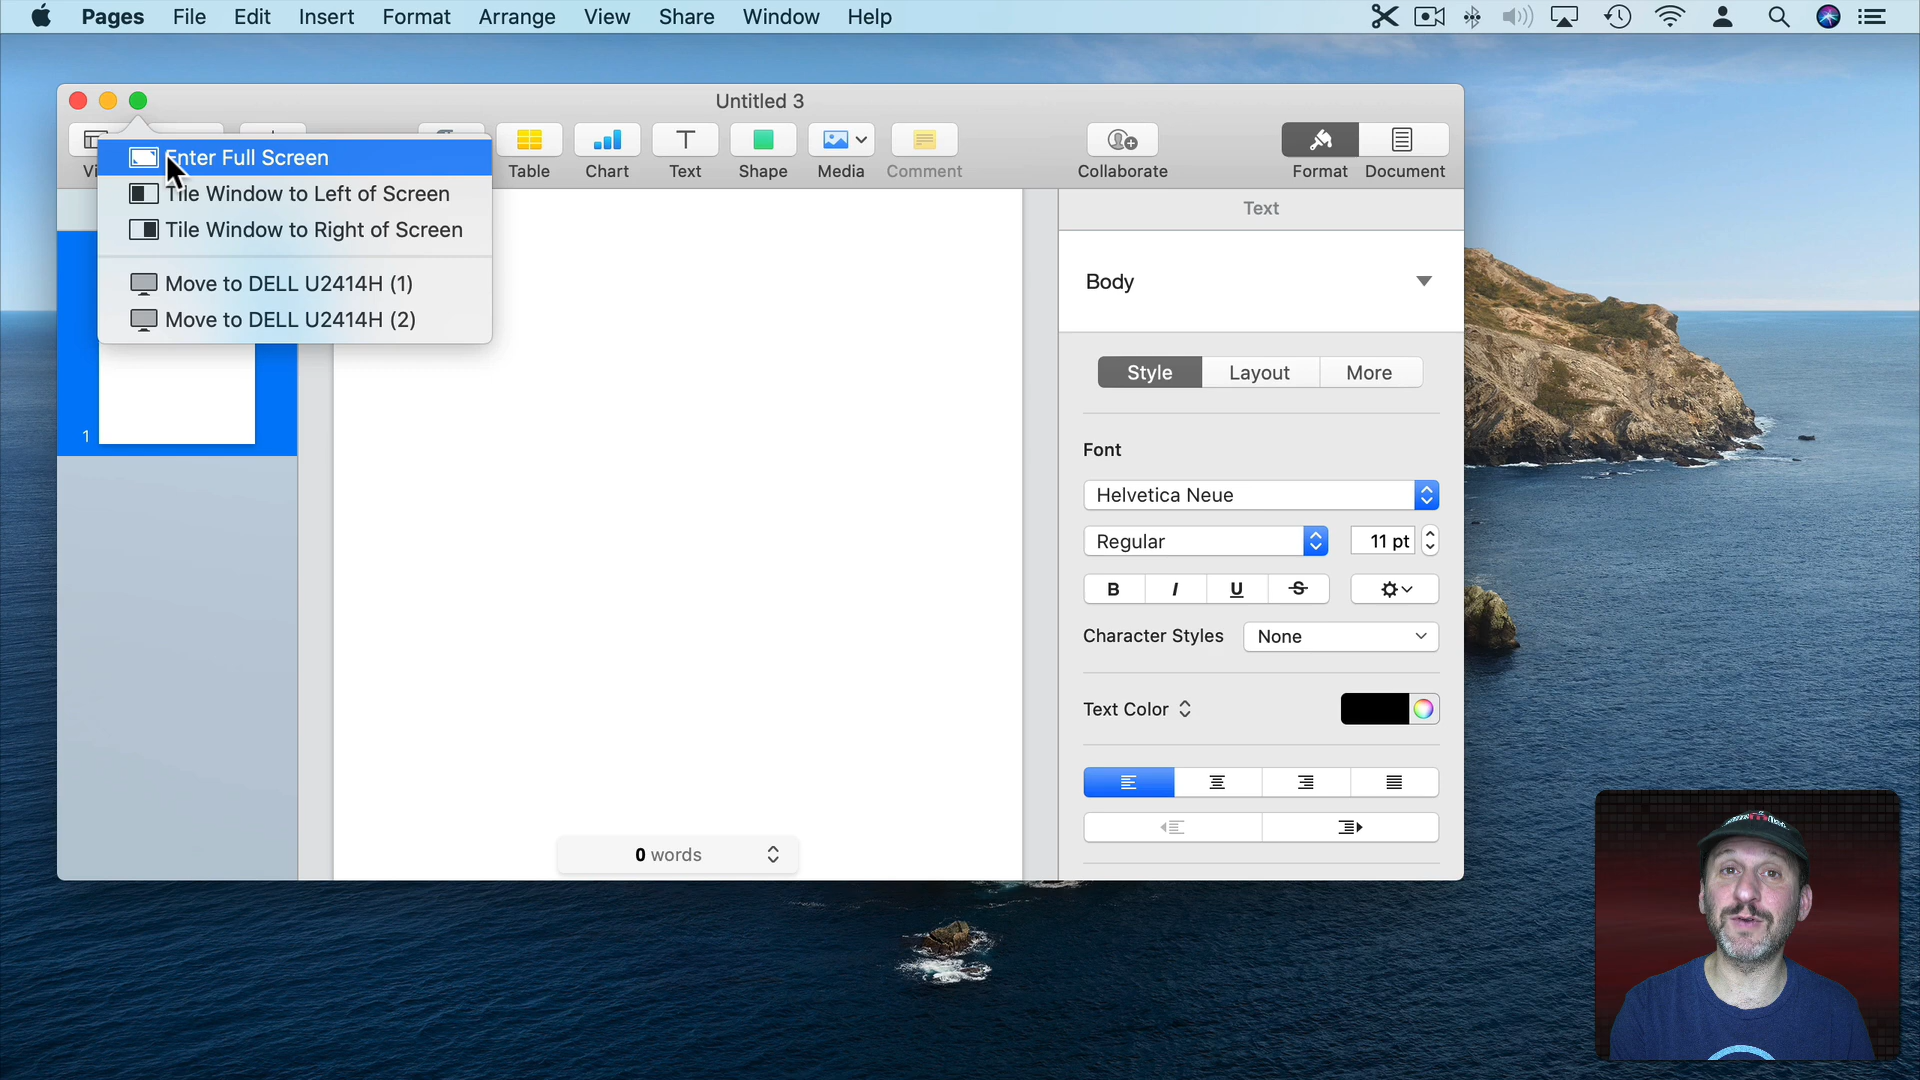 Pages File Edit Insert Format Arrange View Share Window Help
Untitled 3
Enter Full Screen
Tile Window to Left of Screen
Tile Window to Right of Screen
Move to DELL U2414H (1)
Move to DELL U2414H (2)
Table Chart Text Shape Media Comment Collaborate Format Document
Text
Body
Style Layout More
Font
Helvetica Neue
Regular 11 pt
B I U S
Character Styles None
Text Color
1
0 words